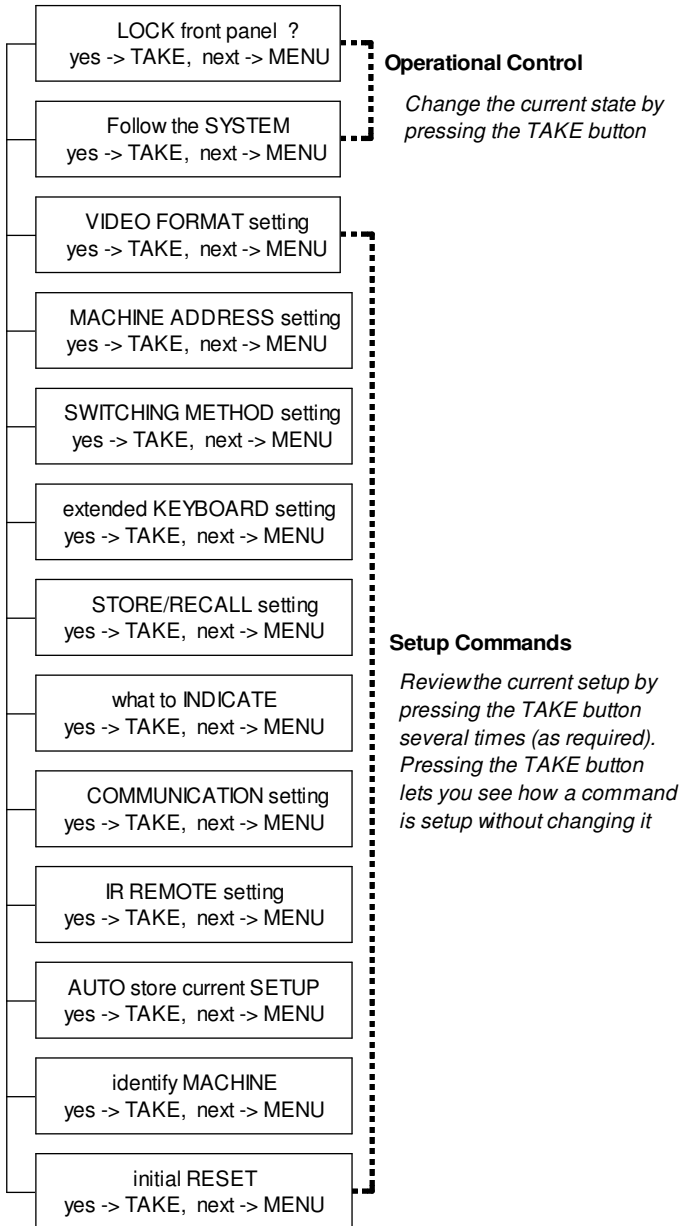 LOCK front panel ?
yes -> TAKE, next -> MENU
Operational Control
Change the current state by
pressing the TAKE button
Follow the SYSTEM
yes -> TAKE, next -> MENU
VIDEO FORMAT setting
yes -> TAKE, next -> MENU
MACHINE ADDRESS setting
yes -> TAKE, next -> MENU
SWITCHING METHOD setting
yes -> TAKE, next -> MENU
extended KEYBOARD setting
yes -> TAKE, next -> MENU
STORE/RECALL setting
yes -> TAKE, next -> MENU
Setup Commands
Review the current setup by
pressing the TAKE button
several times (as required).
Pressing the TAKE button
lets you see how a command
is setup without changing it
what to INDICATE
yes -> TAKE, next -> MENU
COMMUNICATION setting
yes -> TAKE, next -> MENU
IR REMOTE setting
yes -> TAKE, next -> MENU
AUTO store current SETUP
yes -> TAKE, next -> MENU
identify MACHINE
yes -> TAKE, next -> MENU
initial RESET
yes -> TAKE, next -> MENU